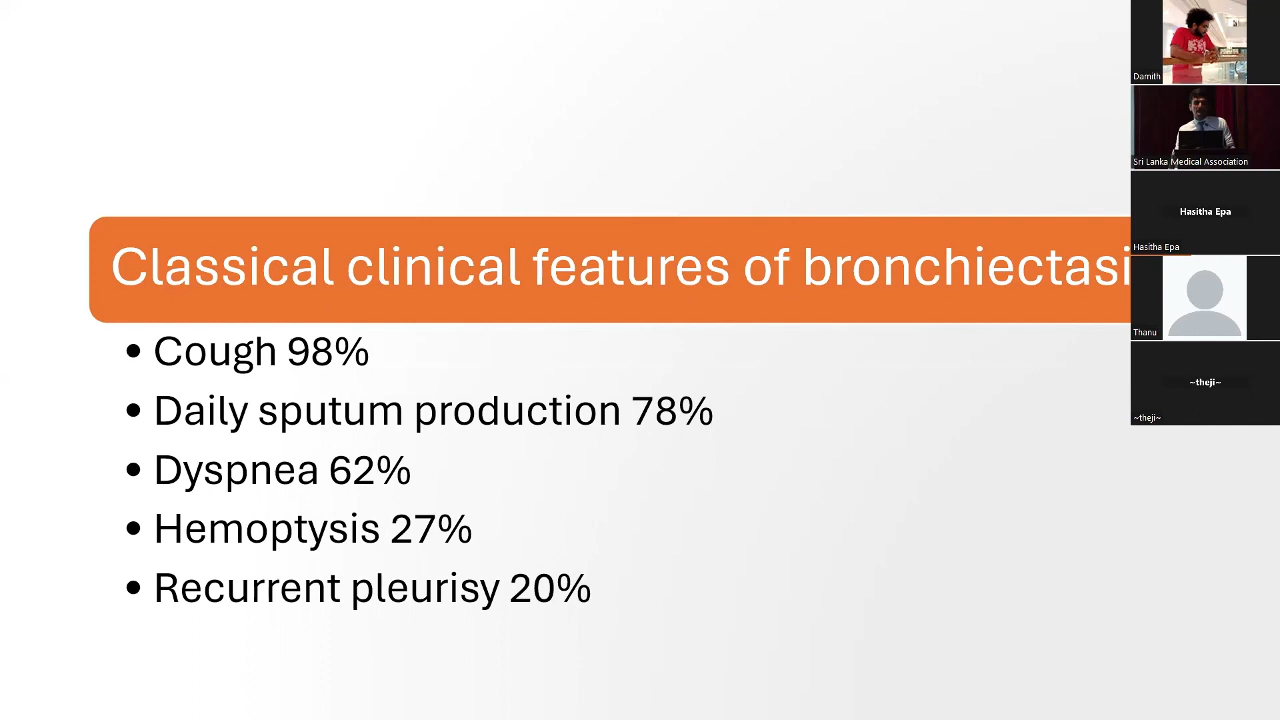 Classical clinical features of bronchiectasi
• Cough 98%
• Daily sputum production 78%
• Dyspnea 62%
• Hemoptysis 27%
• Recurrent pleurisy 20%
Damith
Sri Lanka Medical Association
Hasitha Epa
Hasitha Epa
Thanu
~theji~
~theji~